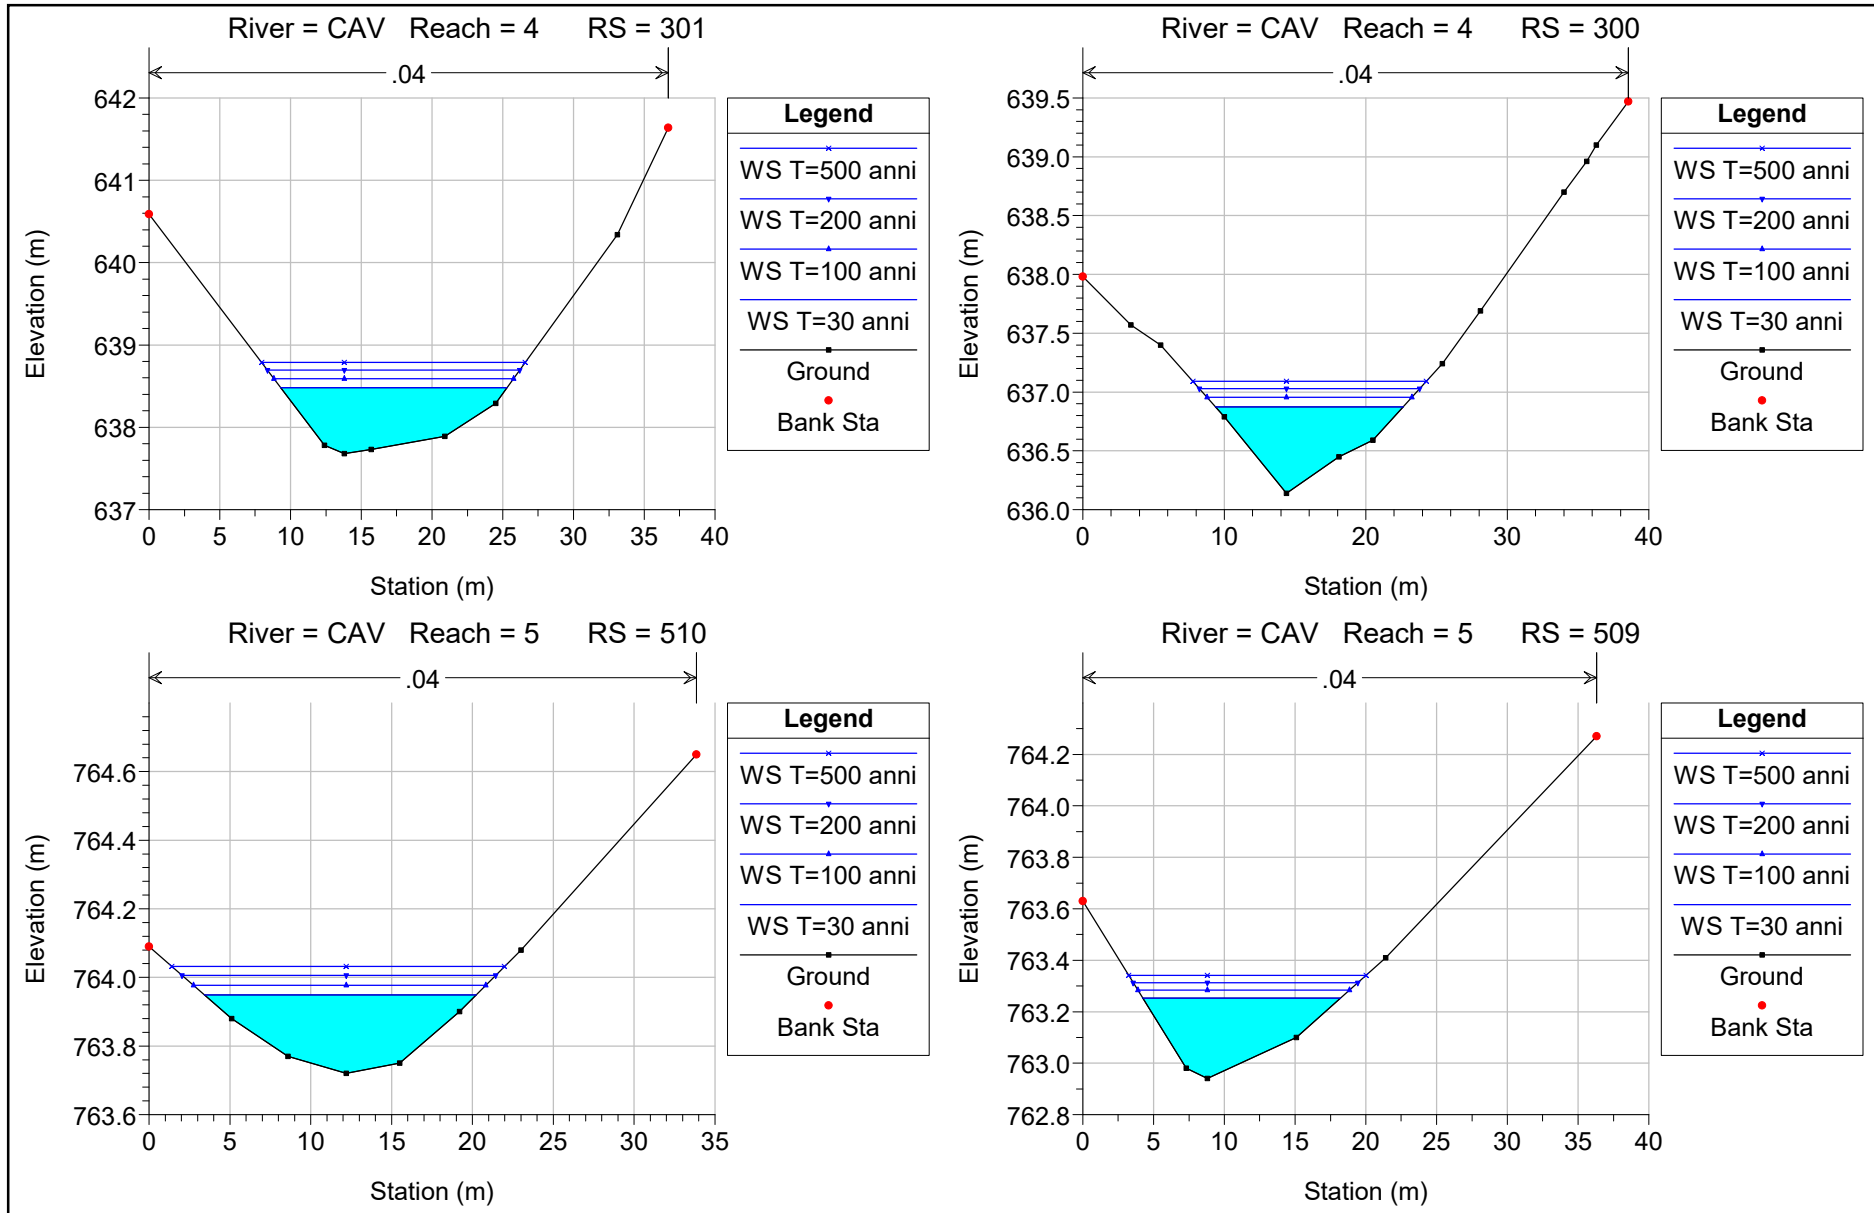 River = CAV Reach = 4 RS = 301
.04
Elevation (m)
642
641
640
639
638
637
0 5 10 15 20 25 30 35 40
Station (m)
Legend
WS T=500 anni
WS T=200 anni
WS T=100 anni
WS T=30 anni
Ground
Bank Sta
River = CAV Reach = 4 RS = 300
.04
Elevation (m)
639.5
639.0
638.5
638.0
637.5
637.0
636.5
636.0
0 10 20 30 40
Station (m)
Legend
WS T=500 anni
WS T=200 anni
WS T=100 anni
WS T=30 anni
Ground
Bank Sta
River = CAV Reach = 5 RS = 510
.04
Elevation (m)
764.6
764.4
764.2
764.0
763.8
763.6
0 5 10 15 20 25 30 35
Station (m)
Legend
WS T=500 anni
WS T=200 anni
WS T=100 anni
WS T=30 anni
Ground
Bank Sta
River = CAV Reach = 5 RS = 509
.04
Elevation (m)
764.2
764.0
763.8
763.6
763.4
763.2
763.0
762.8
0 5 10 15 20 25 30 35 40
Station (m)
Legend
WS T=500 anni
WS T=200 anni
WS T=100 anni
WS T=30 anni
Ground
Bank Sta